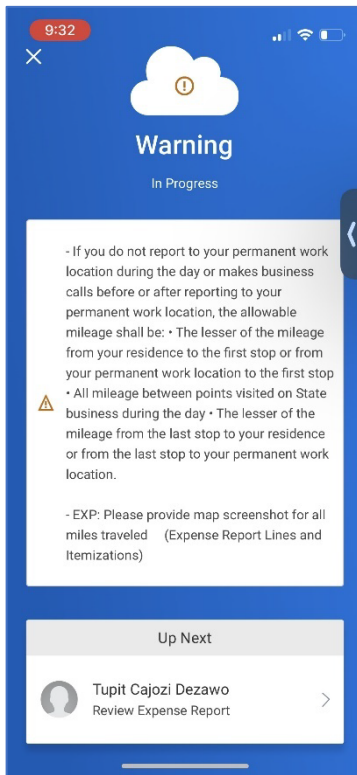 9:32
Warning
In Progress
- If you do not report to your permanent work
location during the day or makes business
calls before or after reporting to your
permanent work location, the allowable
mileage shall be: • The lesser of the mileage
from your residence to the first stop or from
your permanent work location to the first stop
• All mileage between points visited on State
business during the day • The lesser of the
mileage from the last stop to your residence
or from the last stop to your permanent work
location.
- EXP: Please provide map screenshot for all
miles traveled (Expense Report Lines and
Itemizations)
Up Next
Tupit Cajozi Dezawo
Review Expense Report